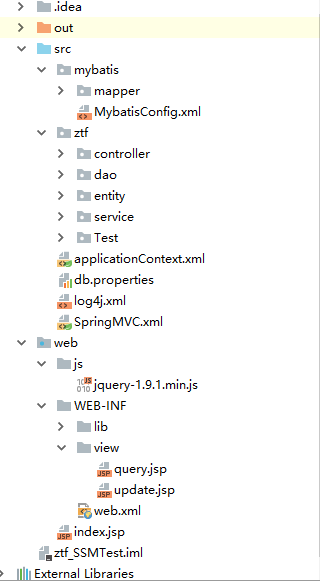 .idea
out
src
mybatis
mapper
MybatisConfig.xml
ztf
controller
dao
entity
service
Test
applicationContext.xml
db.properties
log4j.xml
SpringMVC.xml
web
js
jquery-1.9.1.min.js
WEB-INF
lib
view
query.jsp
update.jsp
web.xml
index.jsp
ztf_SSMTest.iml
External Libraries